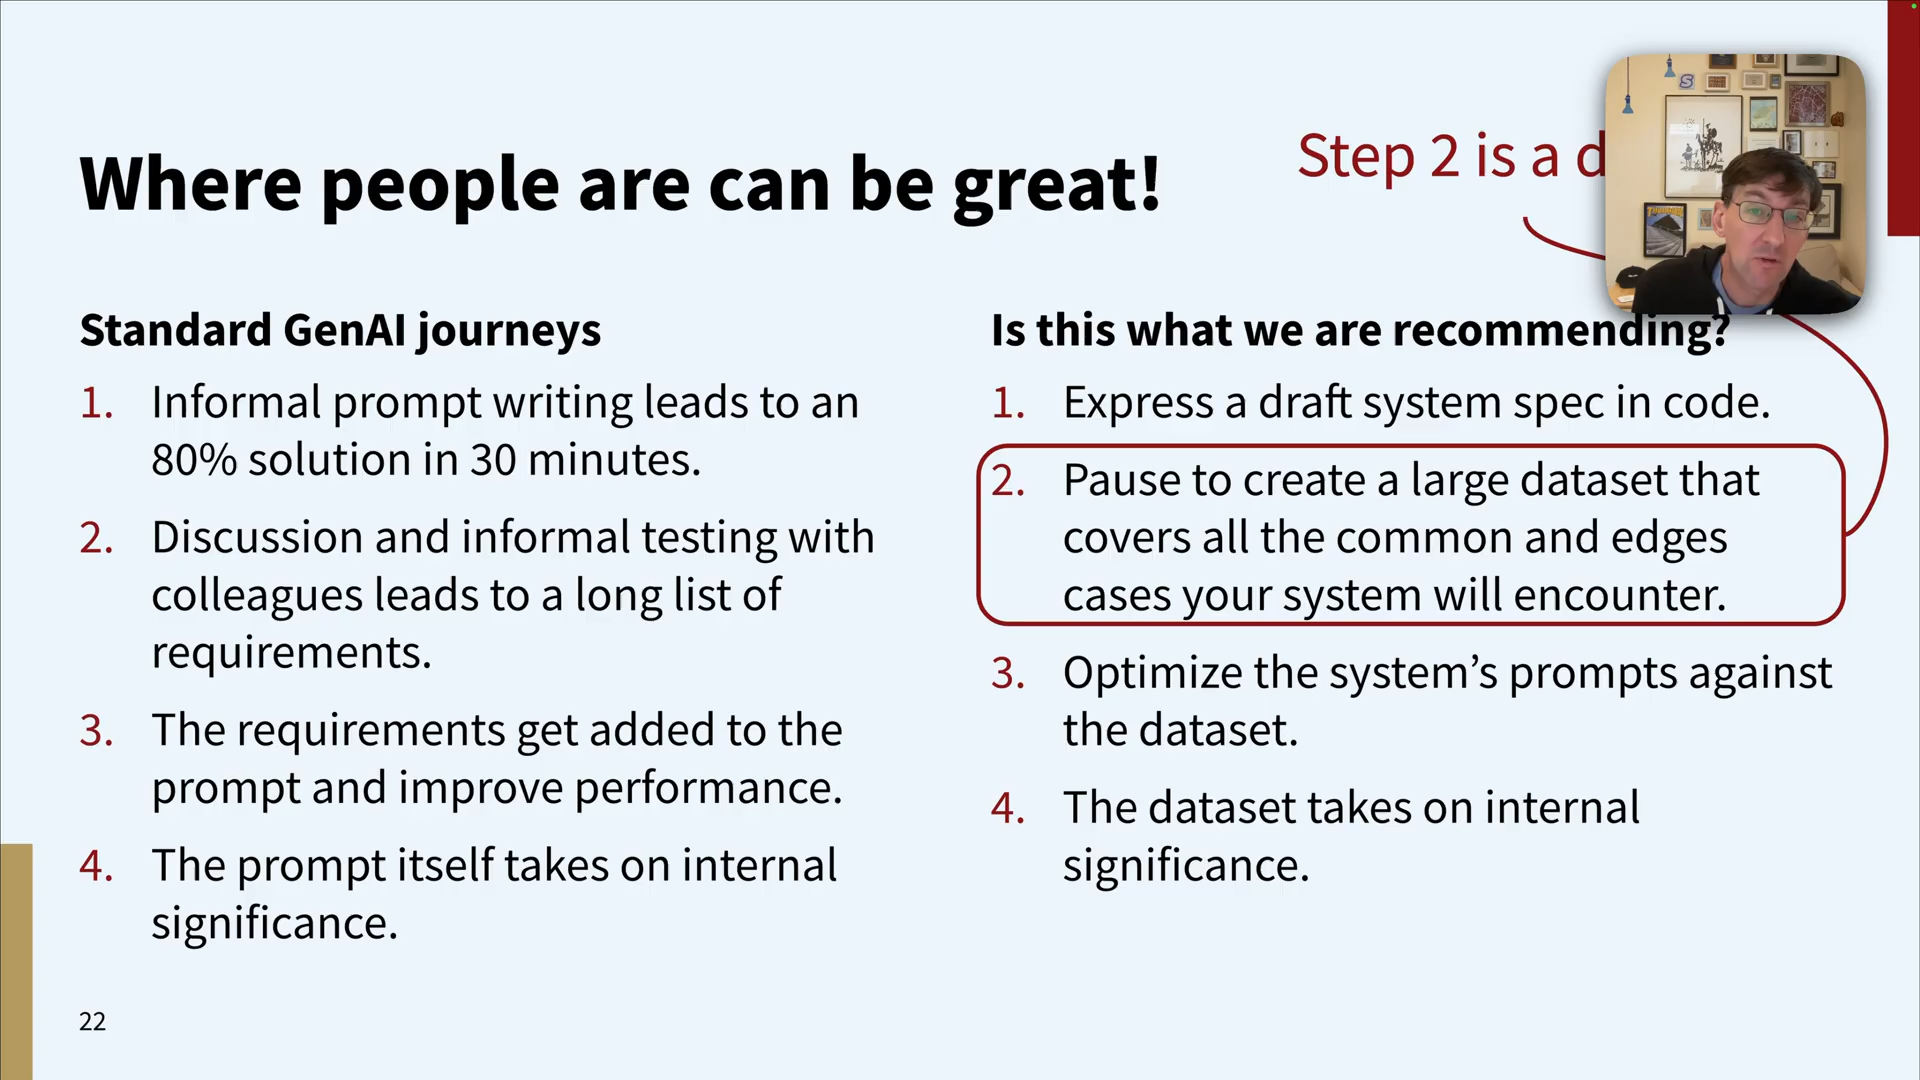 Where people are can be great!
Step 2 is a
Standard GenAI journeys
1. Informal prompt writing leads to an
80% solution in 30 minutes.
2. Discussion and informal testing with
colleagues leads to a long list of
requirements.
3. The requirements get added to the
prompt and improve performance.
4. The prompt itself takes on internal
significance.
Is this what we are recommending?
1. Express a draft system spec in code.
2. Pause to create a large dataset that
covers all the common and edges
cases your system will encounter.
3. Optimize the system’s prompts against
the dataset.
4. The dataset takes on internal
significance.
22